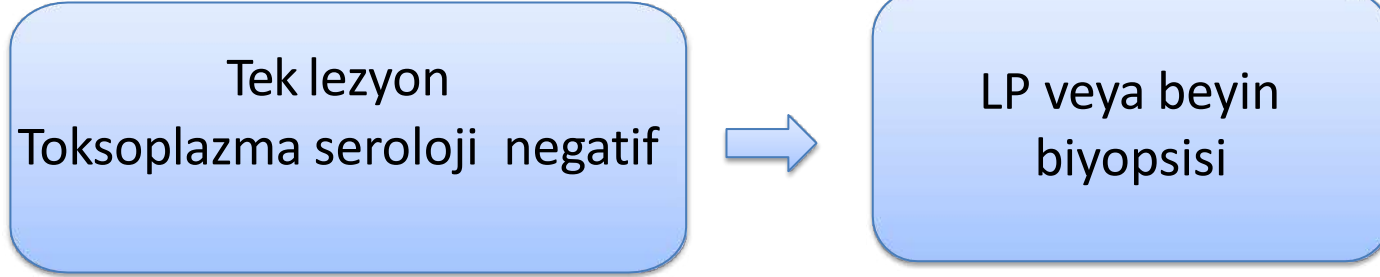 Tek lezyon
Toksoplazma seroloji negatif
LP veya beyin
biyopsisi